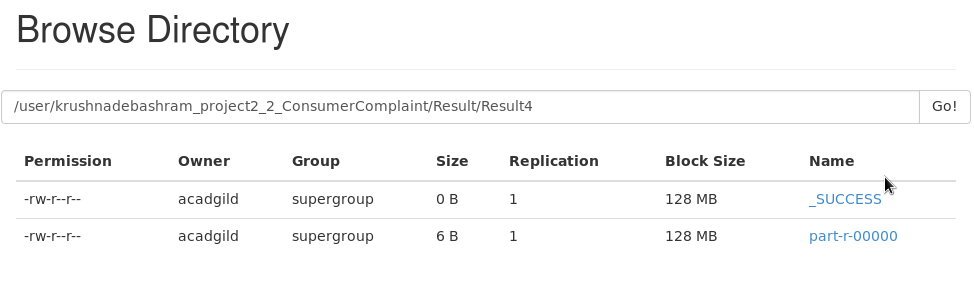 Browse Directory
/user/krushnadebashram_project2_2_ConsumerComplaint/Result/Result4 Go!
Permission Owner Group Size Replication Block Size Name
-rw-r--r-- acadgild supergroup 0 B 1 128 MB _SUCCESS
-rw-r--r-- acadgild supergroup 6 B 1 128 MB part-r-00000